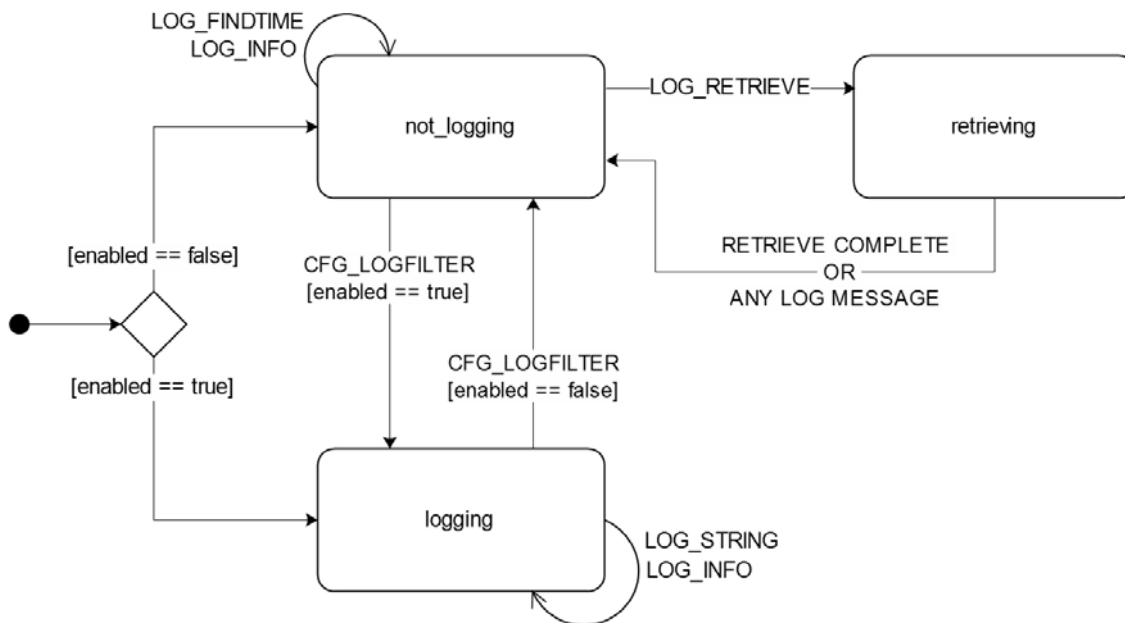 LOG_FINDTIME
LOG_INFO
not_logging
LOG_RETRIEVE
retrieving
[enabled == false]
CFG_LOGFILTER
[enabled == true]
RETRIEVE COMPLETE
OR
ANY LOG MESSAGE
[enabled == true]
CFG_LOGFILTER
[enabled == false]
logging
LOG_STRING
LOG_INFO